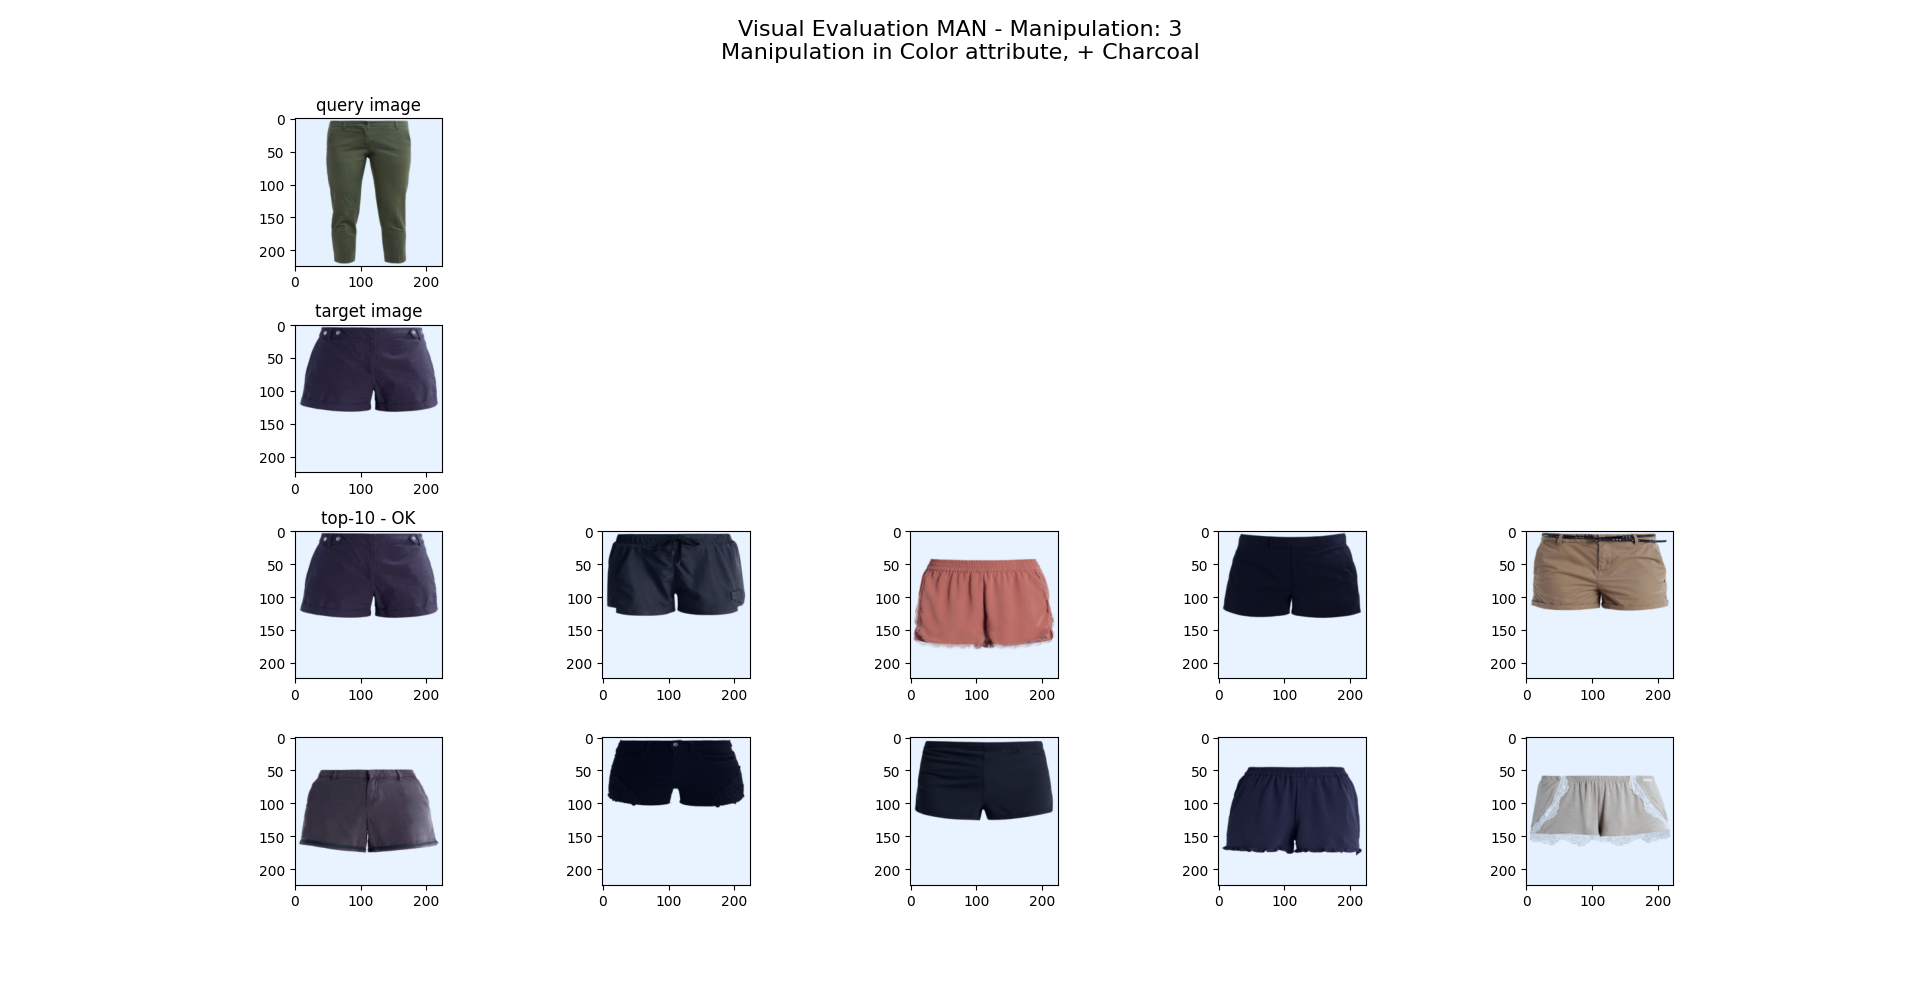 Visual Evaluation MAN - Manipulation: 3
Manipulation in Color attribute, + Charcoal
query image
0
50
100
150
200
0 100 200
target image
0
50
100
150
200
0 100 200
top-10 - OK
0 0 0 0 0
50 50 50 50 50
100 100 100 100 100
150 150 150 150 150
200 200 200 200 200
0 100 200 0 100 200 0 100 200 0 100 200 0 100 200
0 0 0 0 0
50 50 50 50 50
100 100 100 100 100
150 150 150 150 150
200 200 200 200 200
0 100 200 0 100 200 0 100 200 0 100 200 0 100 200